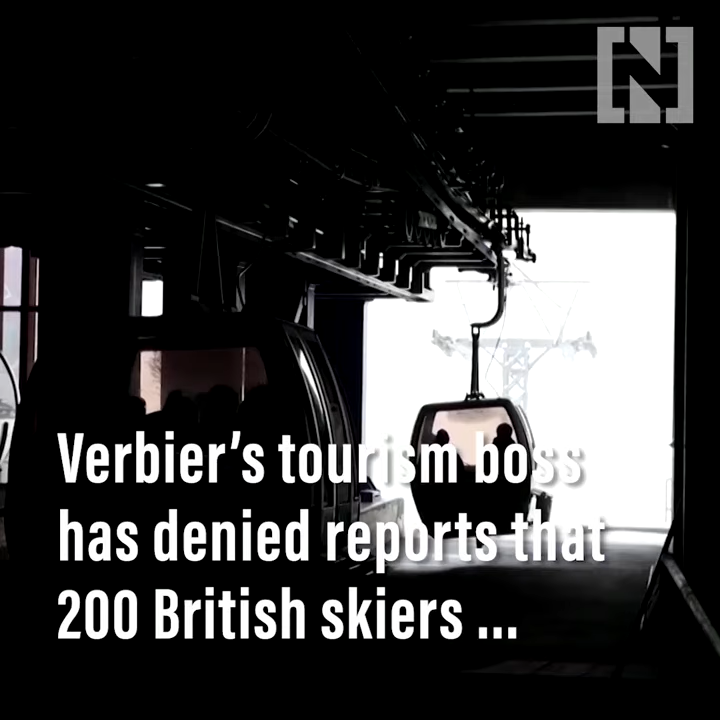 [N]
Verbier’s tourism boss
has denied reports that
200 British skiers ...